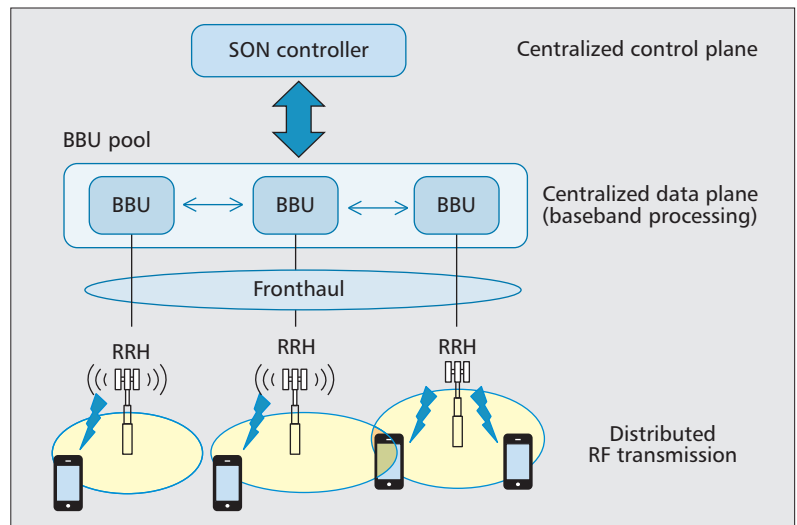 SON controller
Centralized control plane
BBU pool
BBU
BBU
BBU
Centralized data plane
(baseband processing)
Fronthaul
RRH
RRH
RRH
Distributed
RF transmission